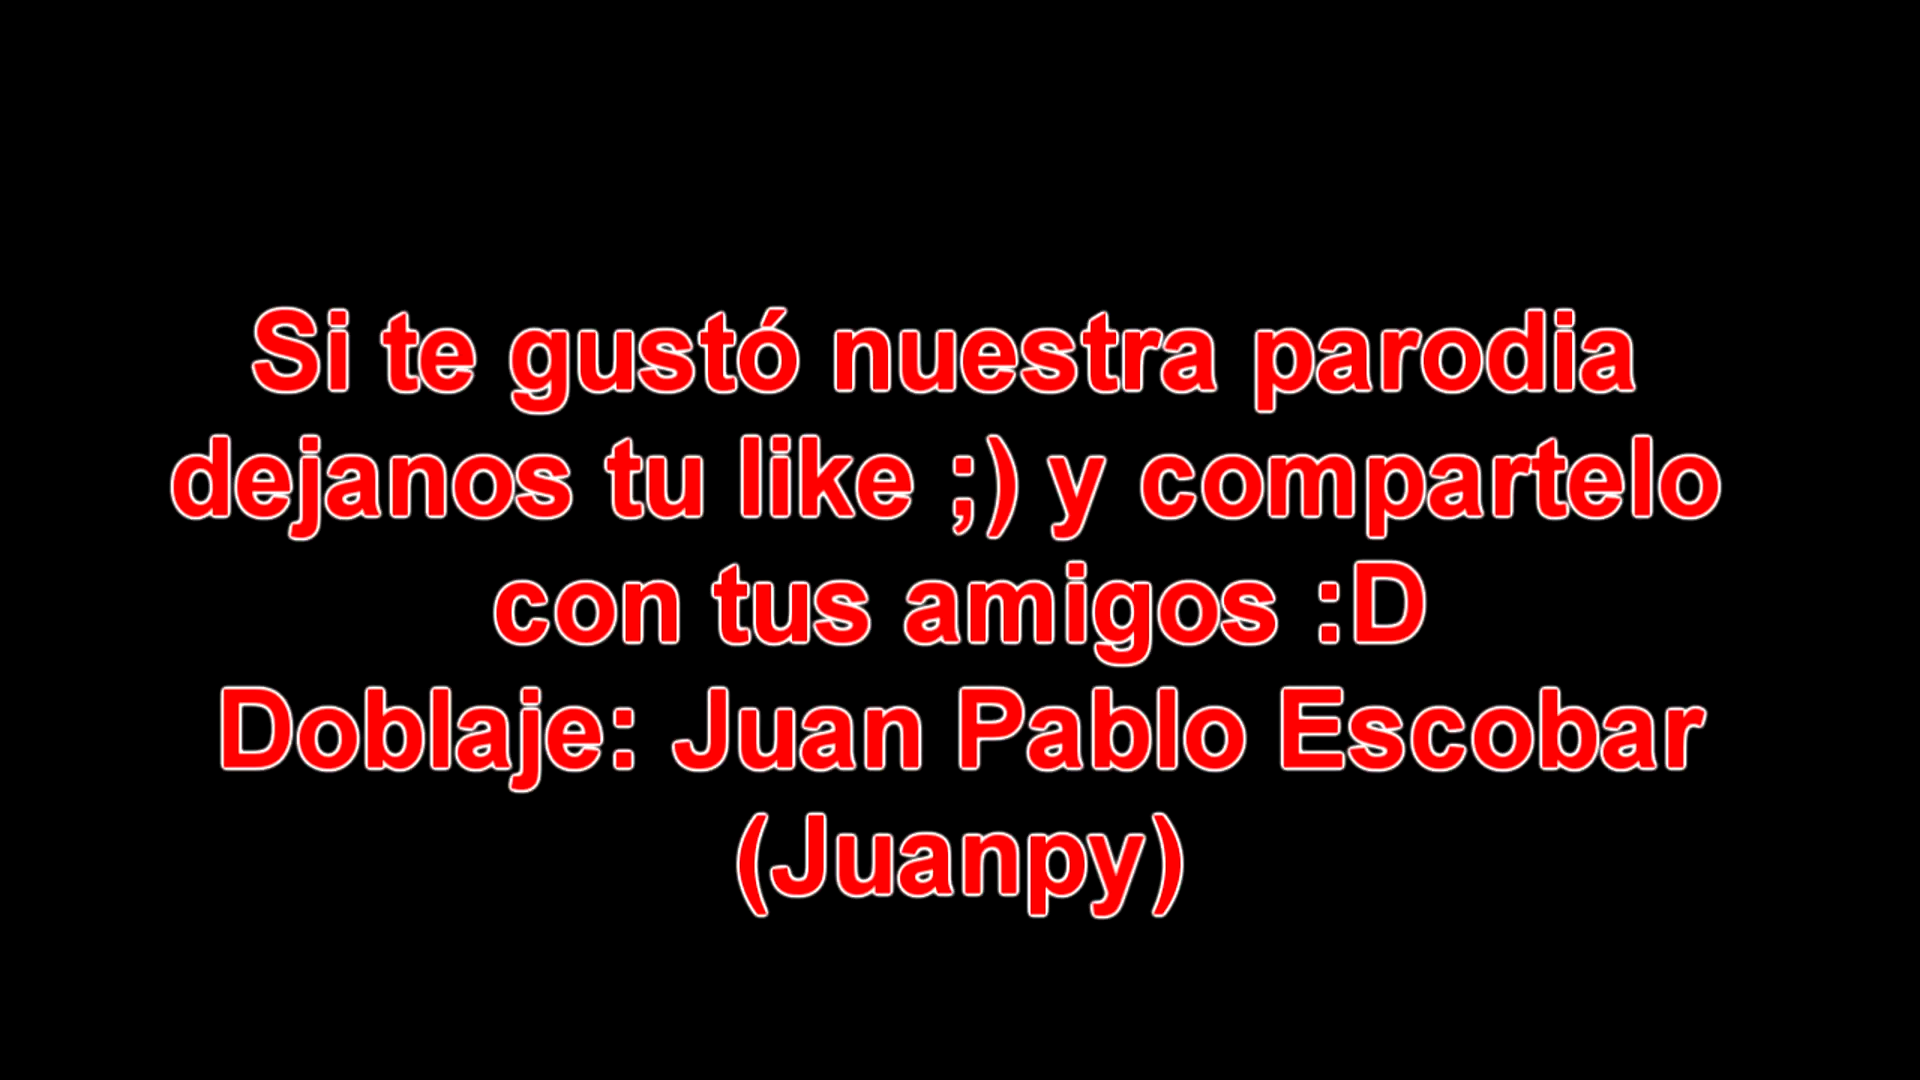 Si te gustó nuestra parodia
dejanos tu like ;) y compartelo
con tus amigos :D
Doblaje: Juan Pablo Escobar
(Juanpy)